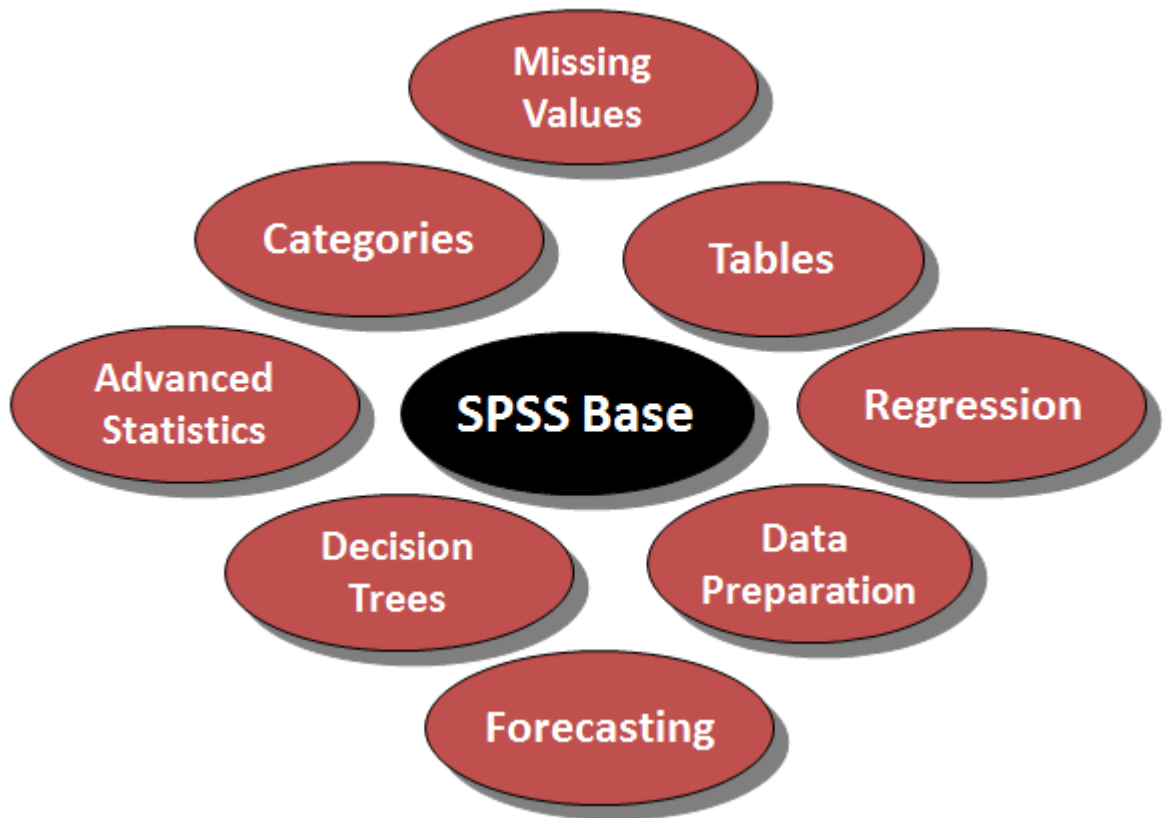 Missing
Values
Categories
Tables
Advanced
Statistics
SPSS Base
Regression
Decision
Trees
Data
Preparation
Forecasting